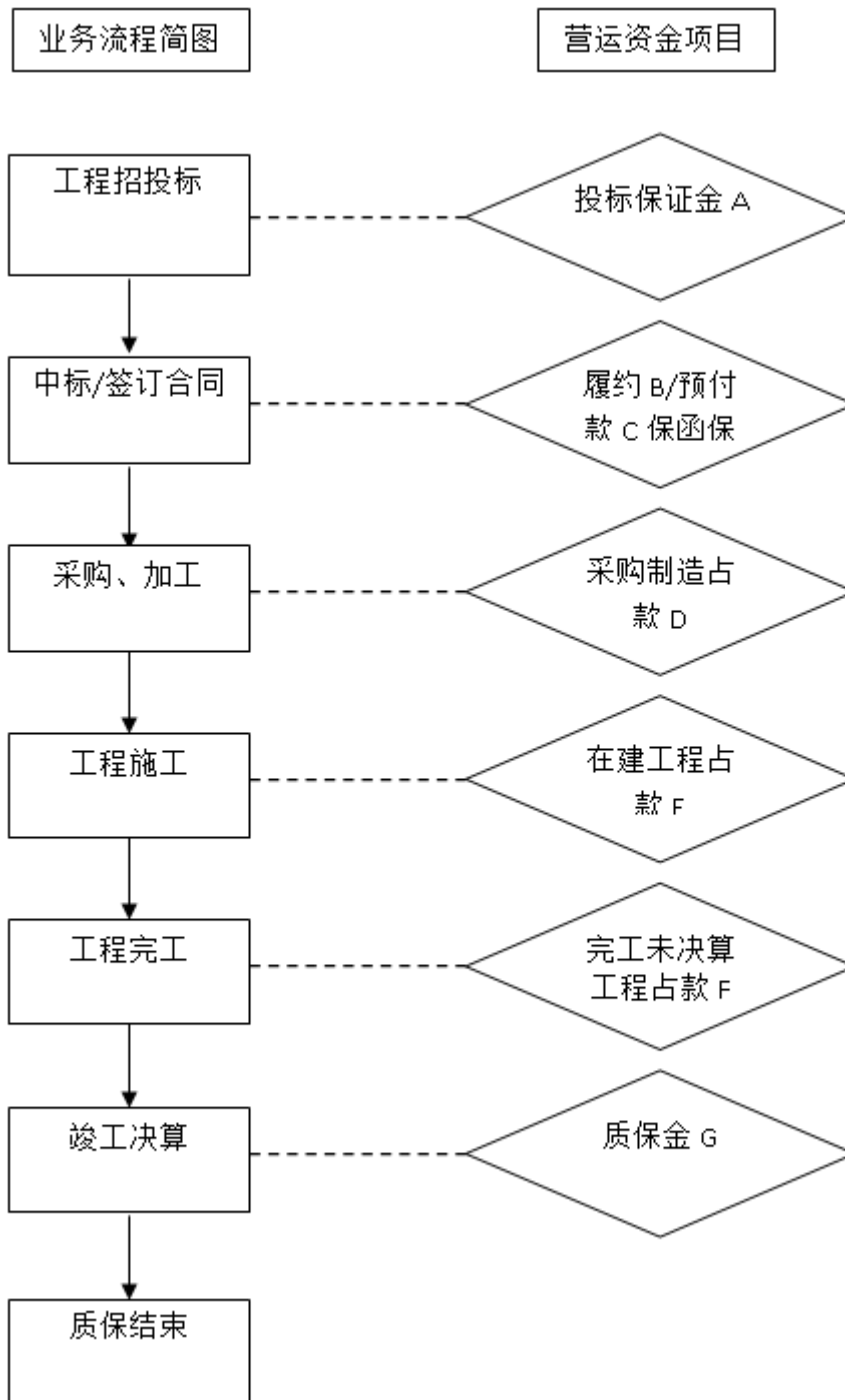 业务流程简图
营运资金项目
工程招投标
投标保证金 A
中标/签订合同
履约 B/预付
款 C 保函保
采购、加工
采购制造占
款 D
工程施工
在建工程占
款 F
工程完工
完工未决算
工程占款 F
竣工决算
质保金 G
质保结束